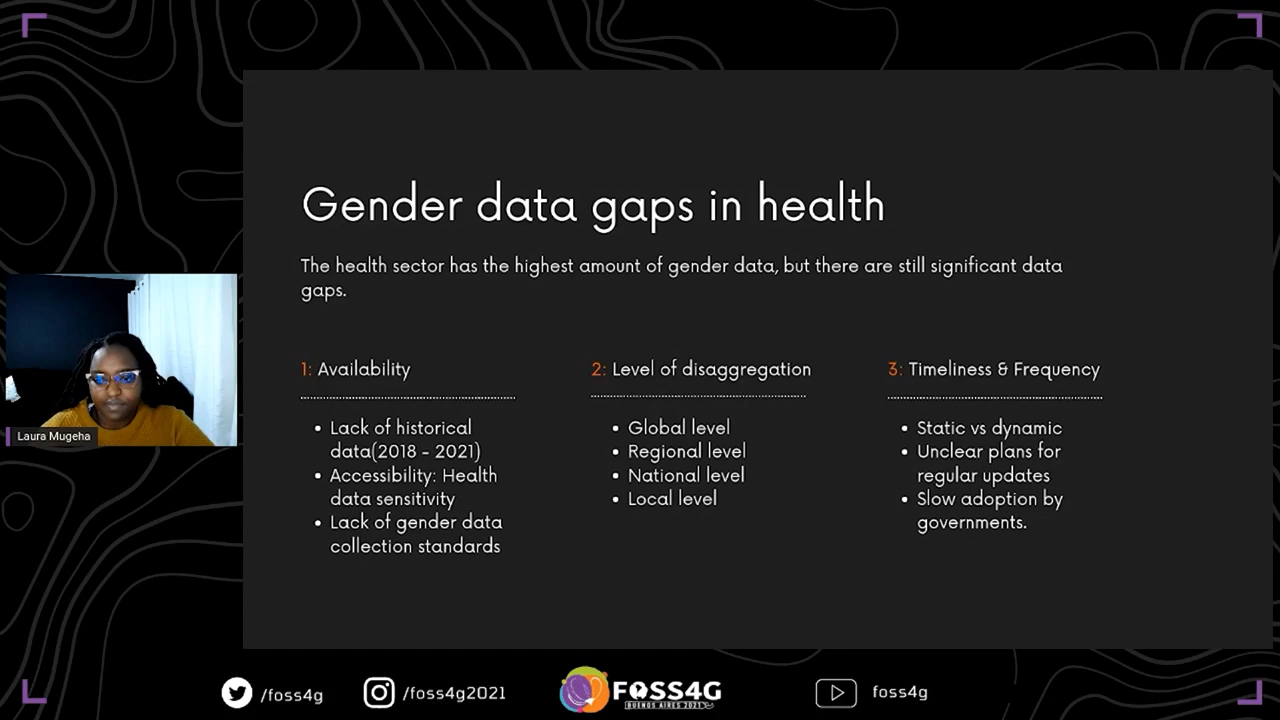 Gender data gaps in health
The health sector has the highest amount of gender data, but there are still significant data
gaps.
1: Availability
• Lack of historical
data(2018 - 2021)
• Accessibility: Health
data sensitivity
• Lack of gender data
collection standards
2: Level of disaggregation
• Global level
• Regional level
• National level
• Local level
3: Timeliness & Frequency
• Static vs dynamic
• Unclear plans for
regular updates
• Slow adoption by
governments.
Laura Mugeha
/foss4g
/foss4g2021
FOSS4G
BUENOS AIRES 2021
foss4g